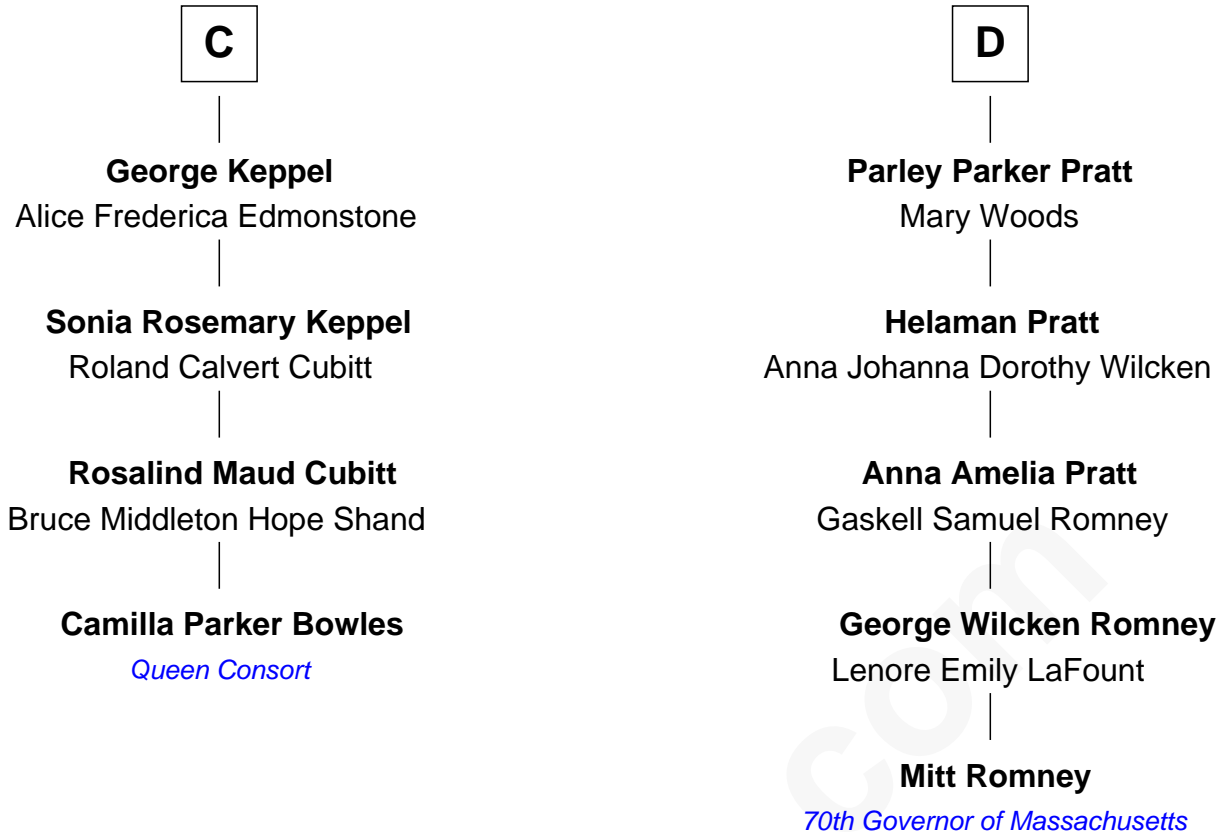 C
George Keppel
Alice Frederica Edmonstone
Sonia Rosemary Keppel
Roland Calvert Cubitt
Rosalind Maud Cubitt
Bruce Middleton Hope Shand
Camilla Parker Bowles
Queen Consort
D
Parley Parker Pratt
Mary Woods
Helaman Pratt
Anna Johanna Dorothy Wilcken
Anna Amelia Pratt
Gaskell Samuel Romney
George Wilcken Romney
Lenore Emily LaFount
Mitt Romney
70th Governor of Massachusetts
com